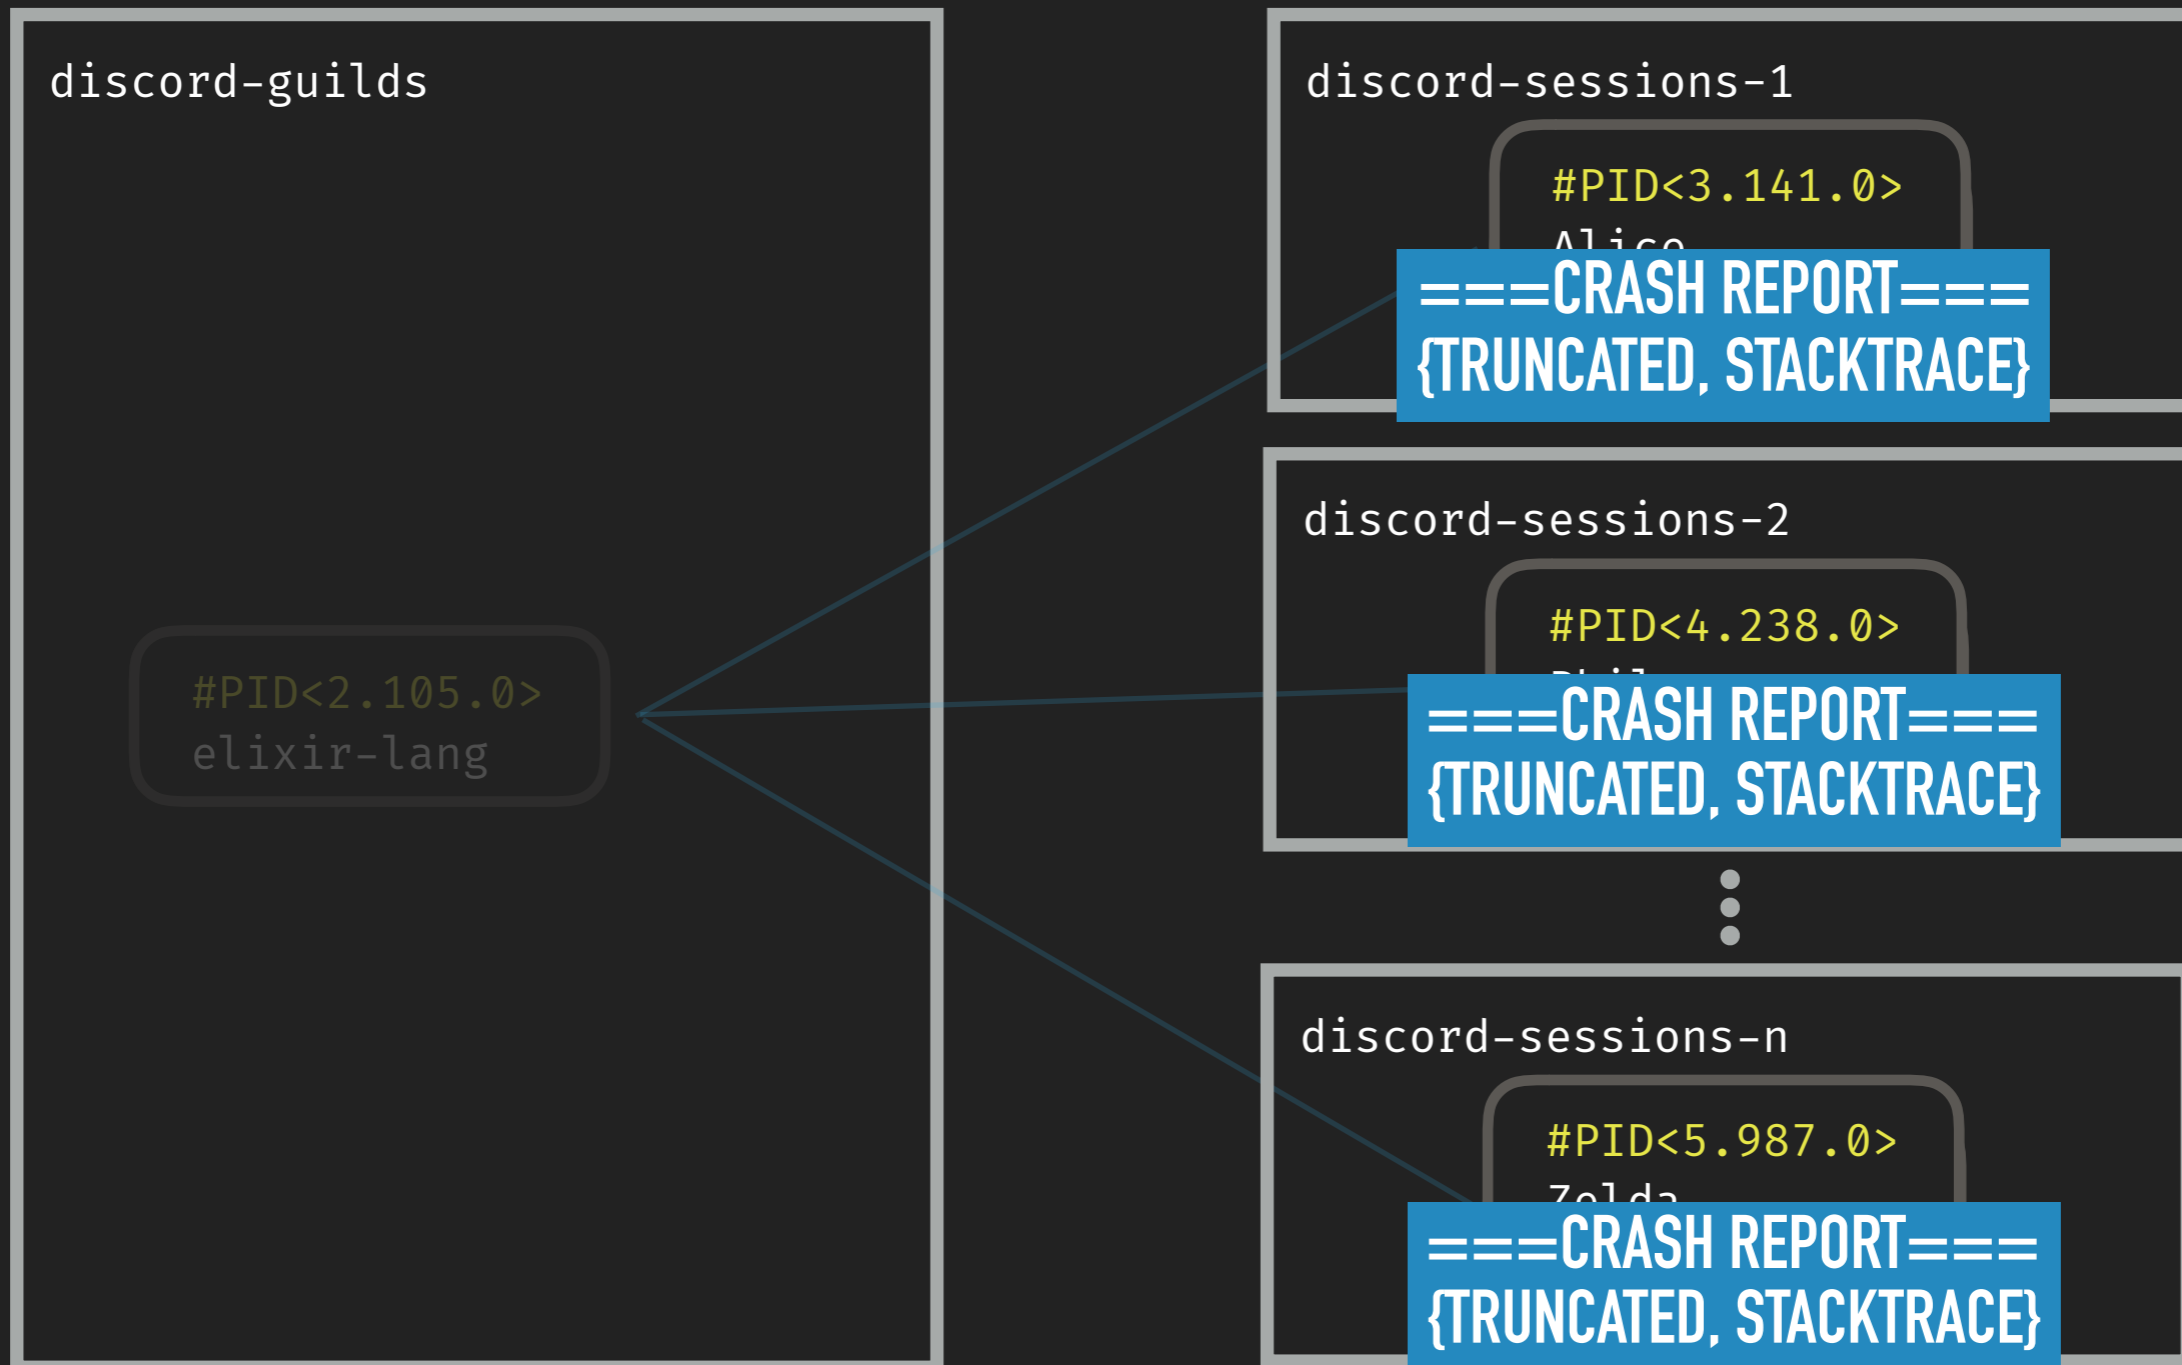 discord-guilds
#PID<2.105.0>
elixir-lang
discord-sessions-1
#PID<3.141.0>
Alice
===CRASH REPORT===
{TRUNCATED, STACKTRACE}
discord-sessions-2
#PID<4.238.0>
===CRASH REPORT===
{TRUNCATED, STACKTRACE}
discord-sessions-n
#PID<5.987.0>
Zelda
===CRASH REPORT===
{TRUNCATED, STACKTRACE}